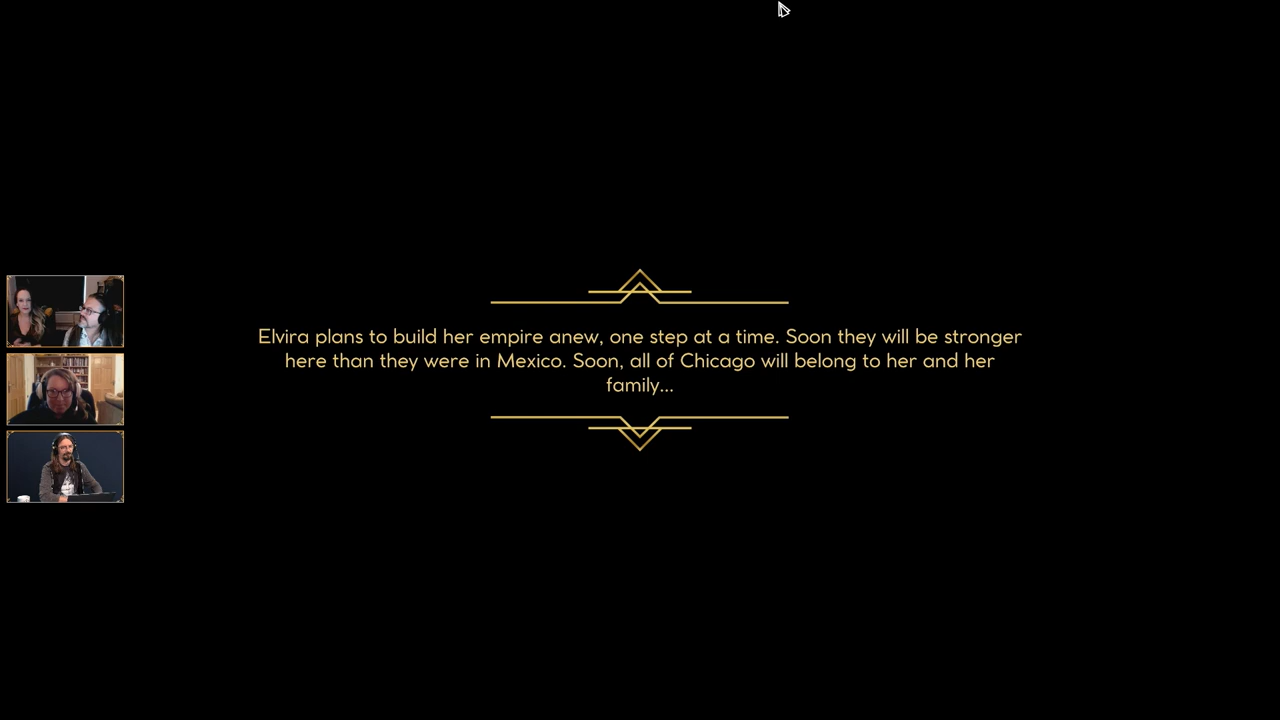 Elvira plans to build her empire anew, one step at a time. Soon they will be stronger
here than they were in Mexico. Soon, all of Chicago will belong to her and her
family...